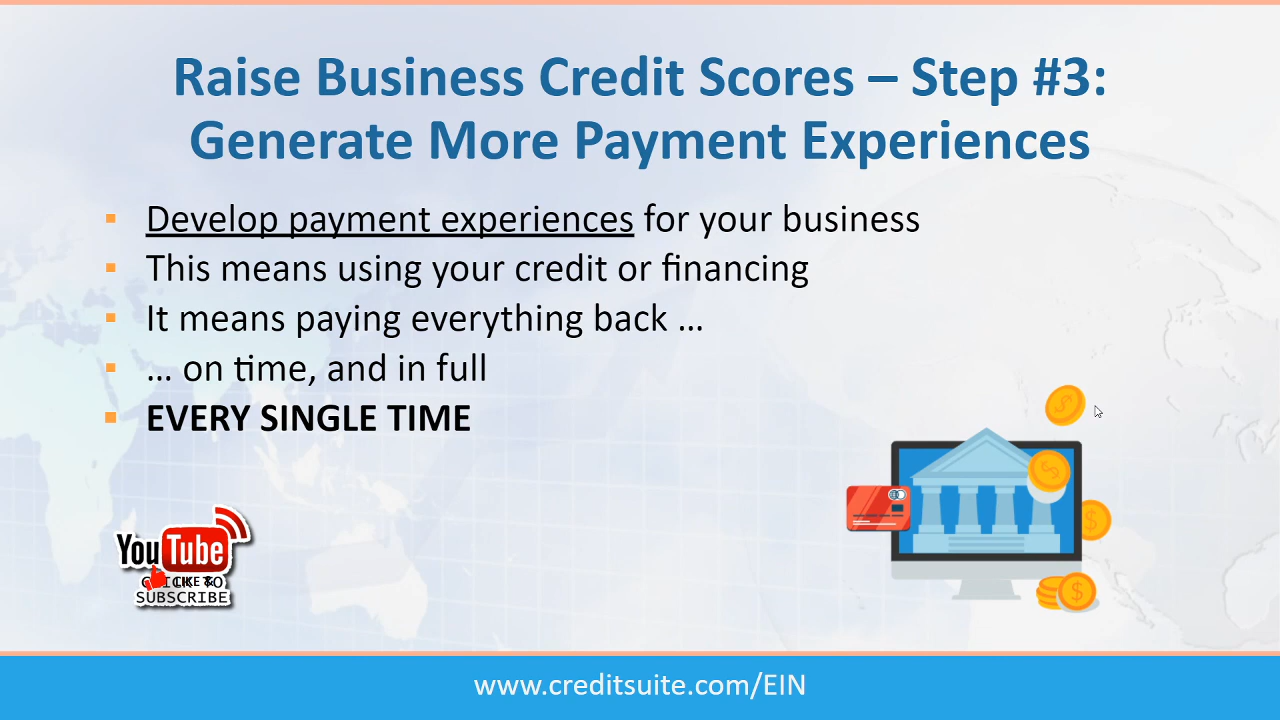 Raise Business Credit Scores – Step #3:
Generate More Payment Experiences
▪ Develop payment experiences for your business
▪ This means using your credit or financing
▪ It means paying everything back ...
▪ ... on time, and in full
▪ EVERY SINGLE TIME
YouTube
SUBSCRIBE
www.creditsuite.com/EIN